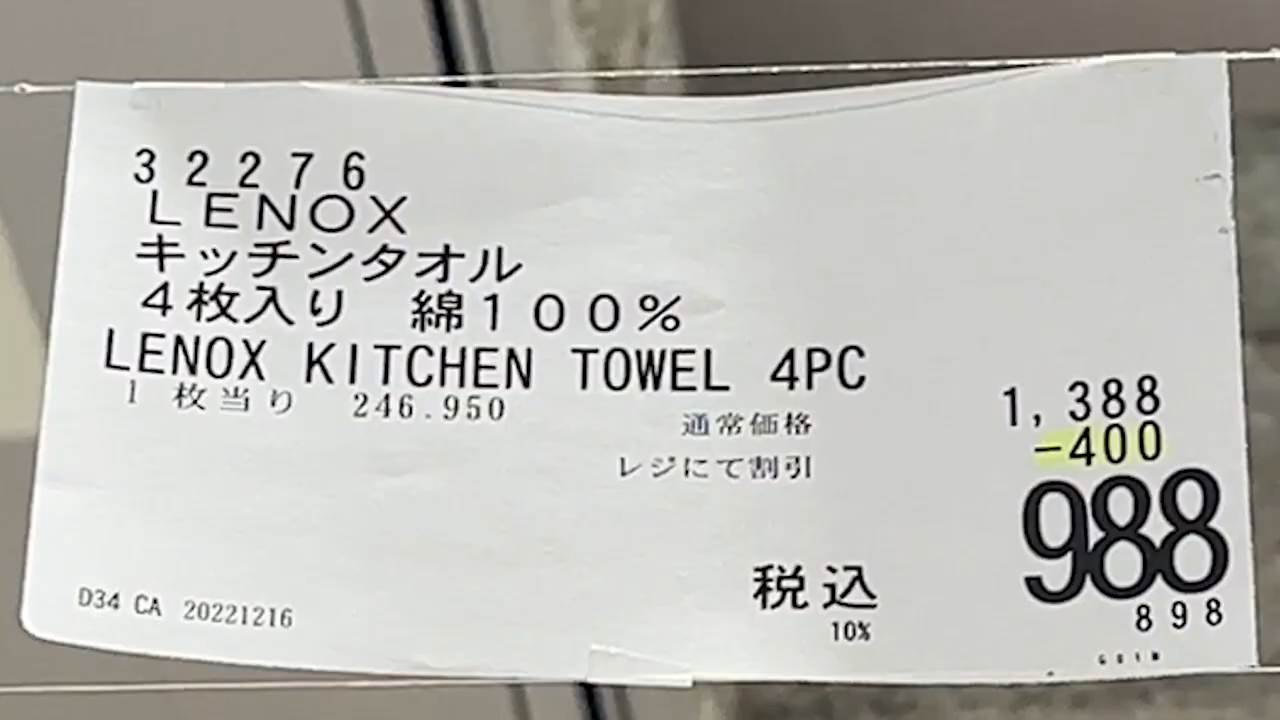 32276
LENOX
キッチンタオル
4枚入り 綿100%
LENOX KITCHEN TOWEL 4PC
1枚当り 246.950
通常価格 1,388
レジにて割引 -400
988
税込
10%
898
D34 CA 20221216